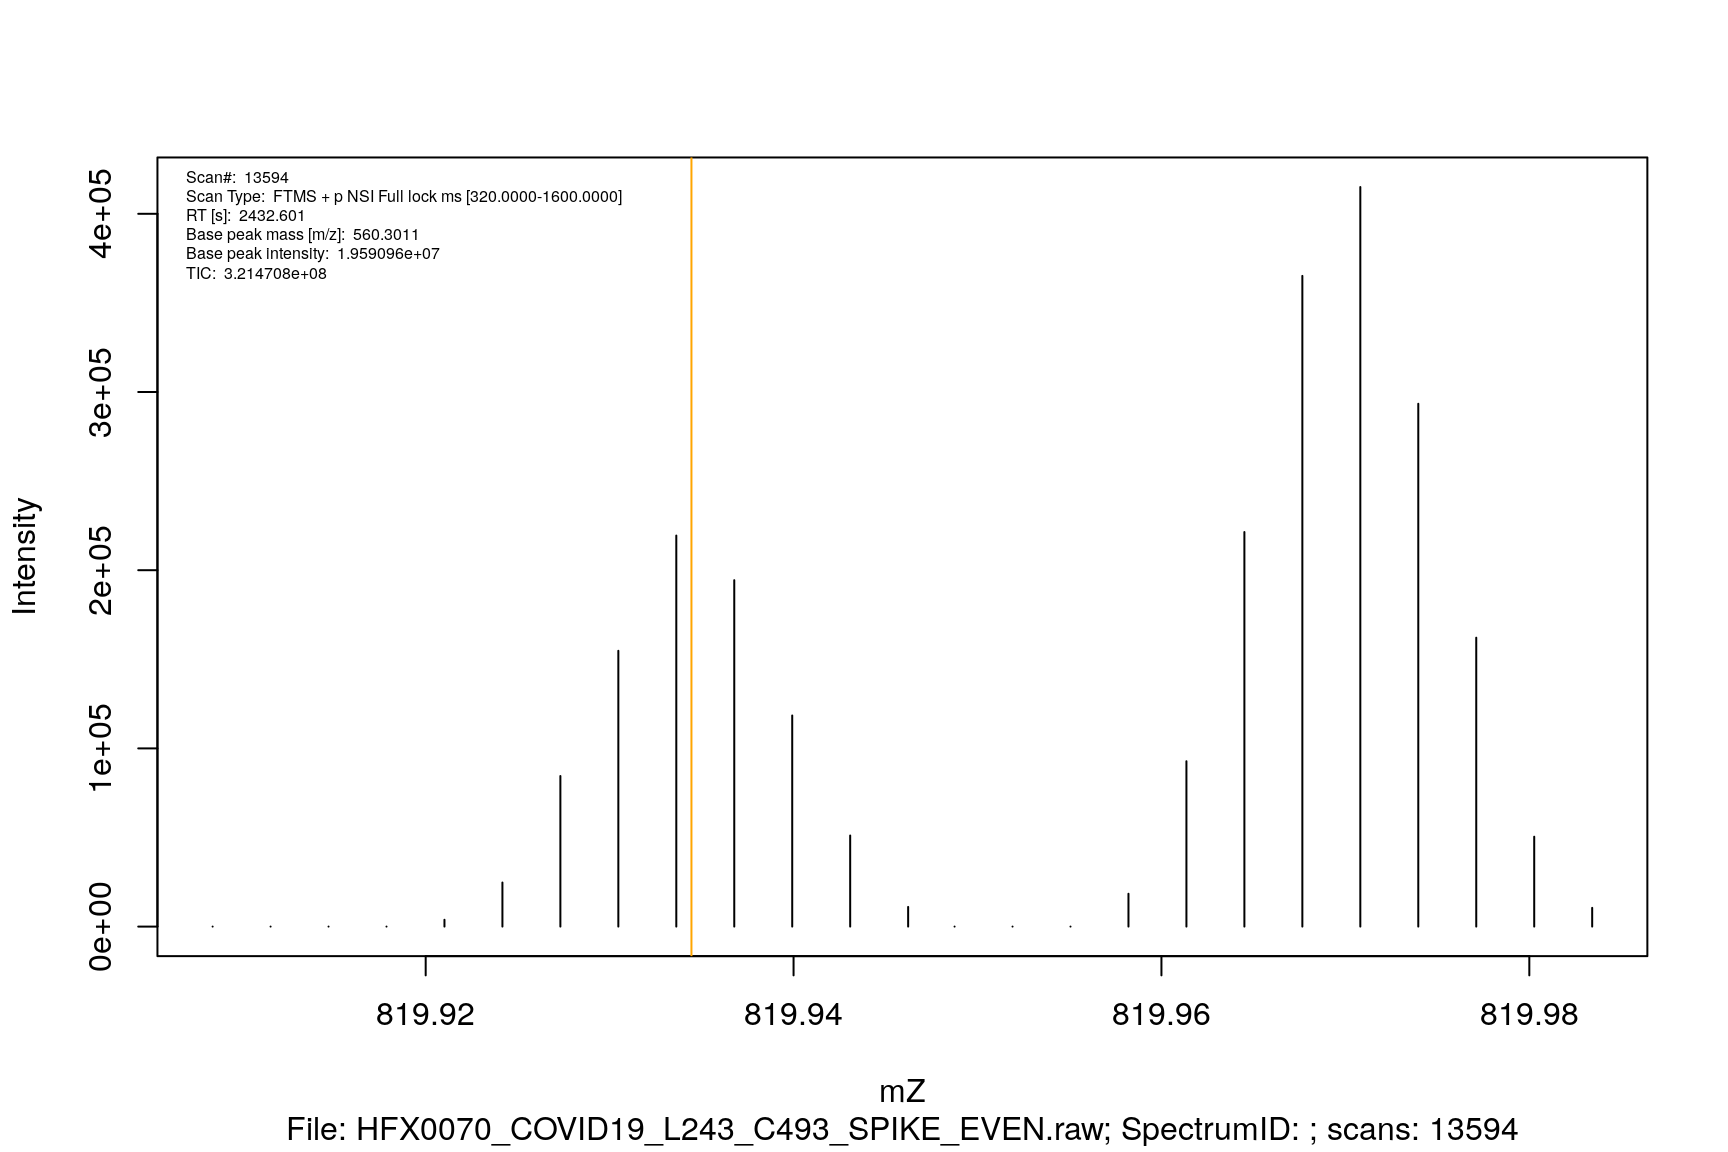 Scan#: 13594
Scan Type: FTMS + p NSI Full lock ms [320.0000-1600.0000]
RT [s]: 2432.601
Base peak mass [m/z]: 560.3011
Base peak intensity: 1.959096e+07
TIC: 3.214708e+08
4e+05
3e+05
2e+05
1e+05
0e+00
Intensity
819.92 819.94 819.96 819.98
mZ
File: HFX0070_COVID19_L243_C493_SPIKE_EVEN.raw; SpectrumID: ; scans: 13594